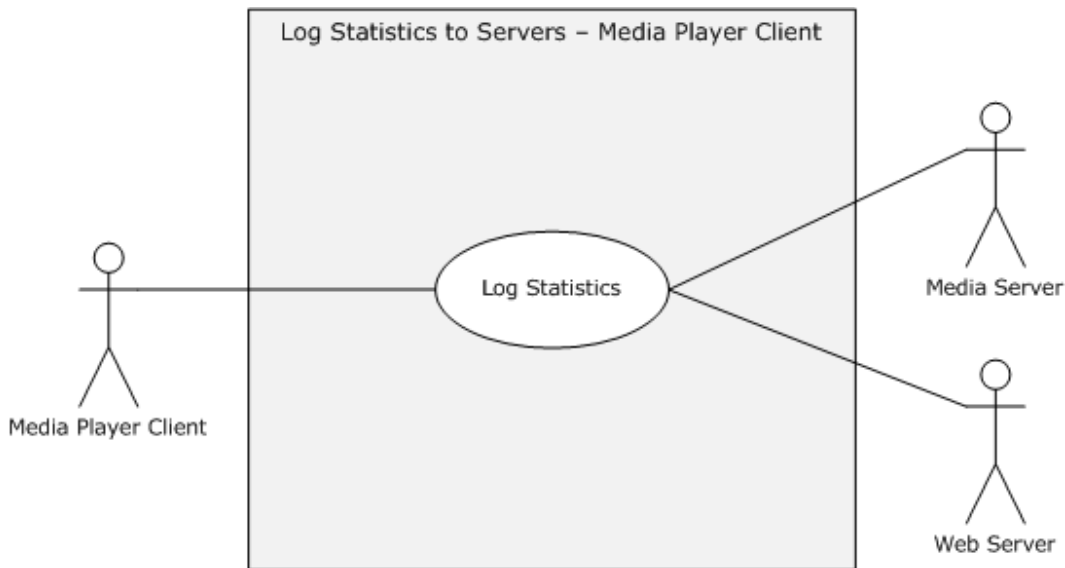 Log Statistics to Servers – Media Player Client
Log Statistics
Media Server
Media Player Client
Web Server